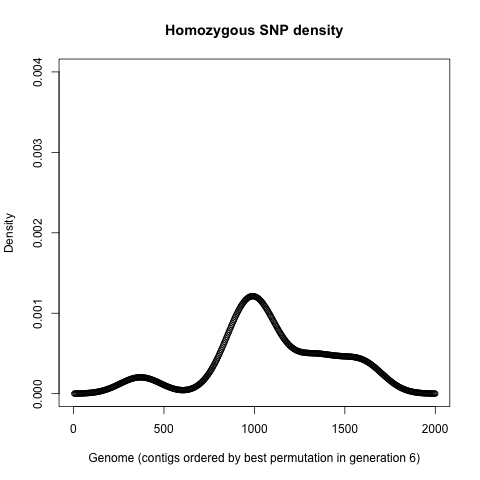 Homozygous SNP density
0.004
0.003
0.002
0.001
0.000
Density
0 500 1000 1500 2000
Genome (contigs ordered by best permutation in generation 6)